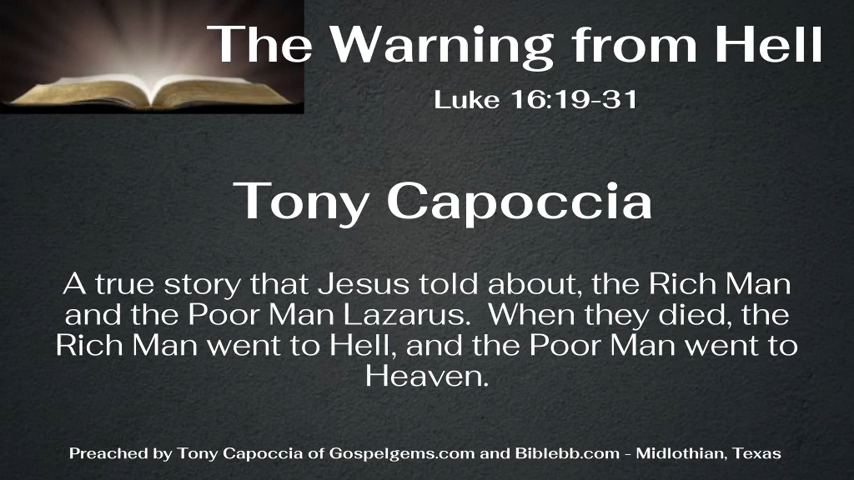 The Warning from Hell
Luke 16:19-31
Tony Capoccia
A true story that Jesus told about, the Rich Man
and the Poor Man Lazarus.  When they died, the
Rich Man went to Hell, and the Poor Man went to
Heaven.
Preached by Tony Capoccia of Gospelgems.com and Biblebb.com - Midlothian, Texas